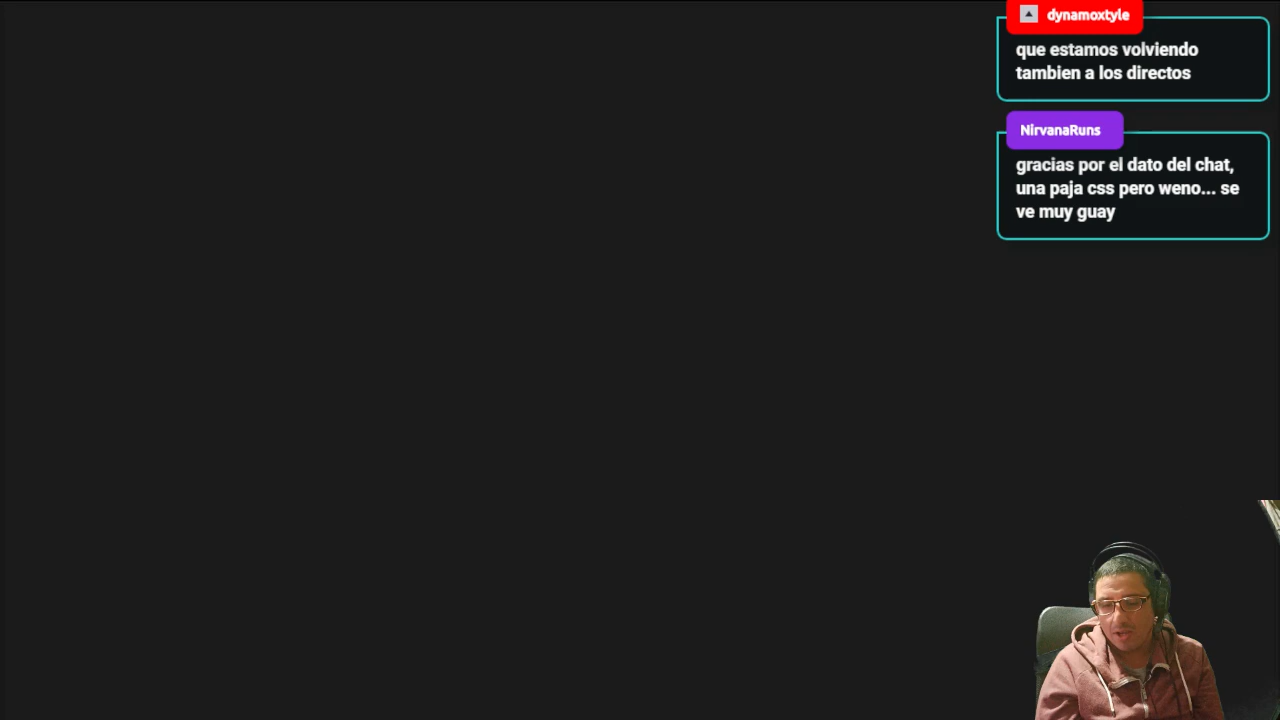 dynamoxtyle
que estamos volviendo
tambien a los directos
NirvanaRuns
gracias por el dato del chat,
una paja css pero weno... se
ve muy guay